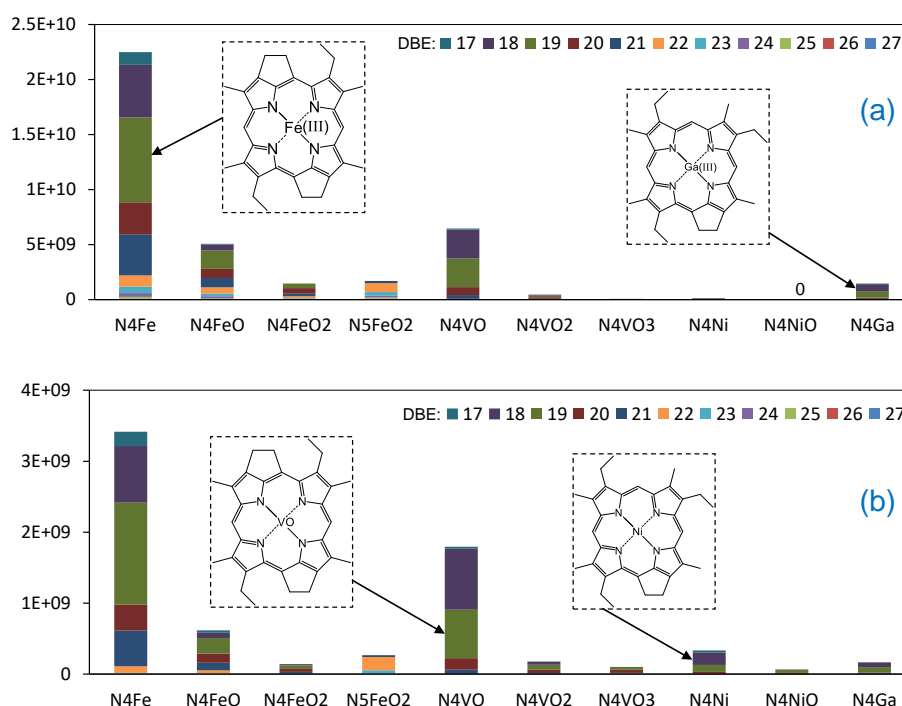 2.5E+10
2E+10
1.5E+10
1E+10
5E+09
0
DBE: 17 18 19 20 21 22 23 24 25 26 27
(a)
N N
Fe(III)
N N
N N
Ga(III)
N N
0
N4Fe N4FeO N4FeO2 N5FeO2 N4VO N4VO2 N4VO3 N4Ni N4NiO N4Ga
4E+09
3E+09
2E+09
1E+09
0
DBE: 17 18 19 20 21 22 23 24 25 26 27
(b)
N N
VO
N N
N N
Ni
N N
N4Fe N4FeO N4FeO2 N5FeO2 N4VO N4VO2 N4VO3 N4Ni N4NiO N4Ga